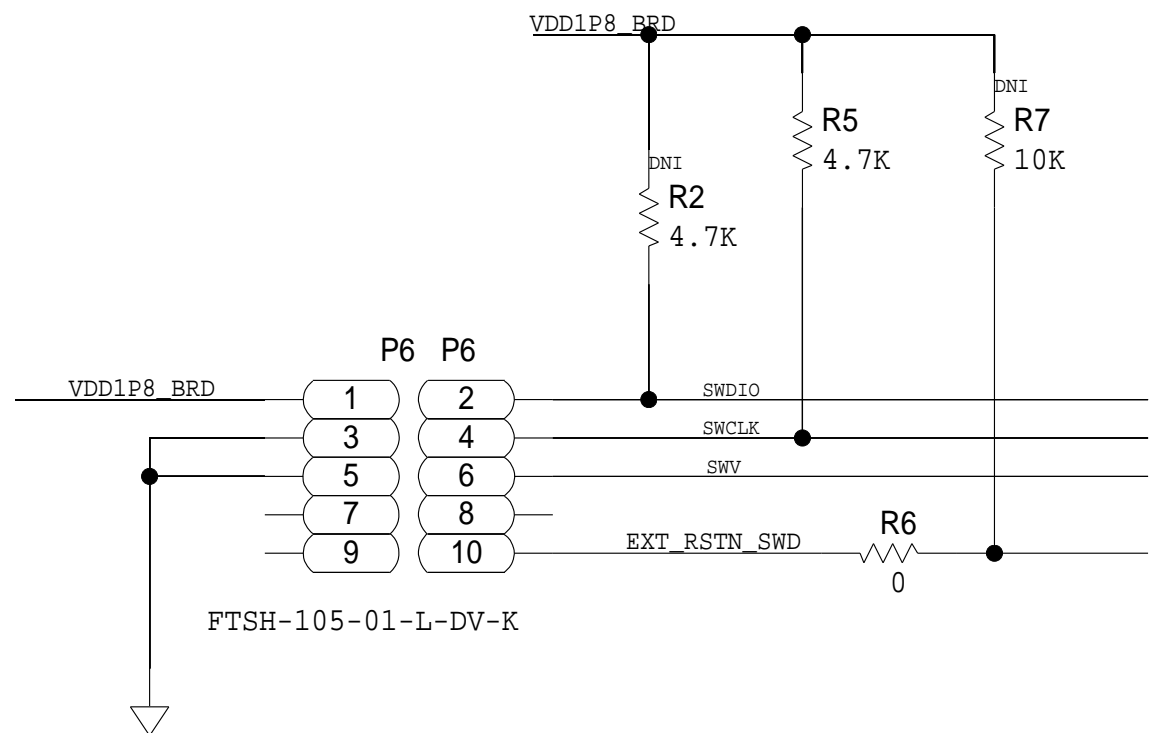 VDD1P8_BRD
DNI
R5
4.7K
R7
10K
DNI
R2
4.7K
P6 P6
VDD1P8_BRD
1 2 SWDIO
3 4 SWCLK
5 6 SWV
7 8
9 10 EXT_RSTN_SWD
R6
0
FTSH-105-01-L-DV-K